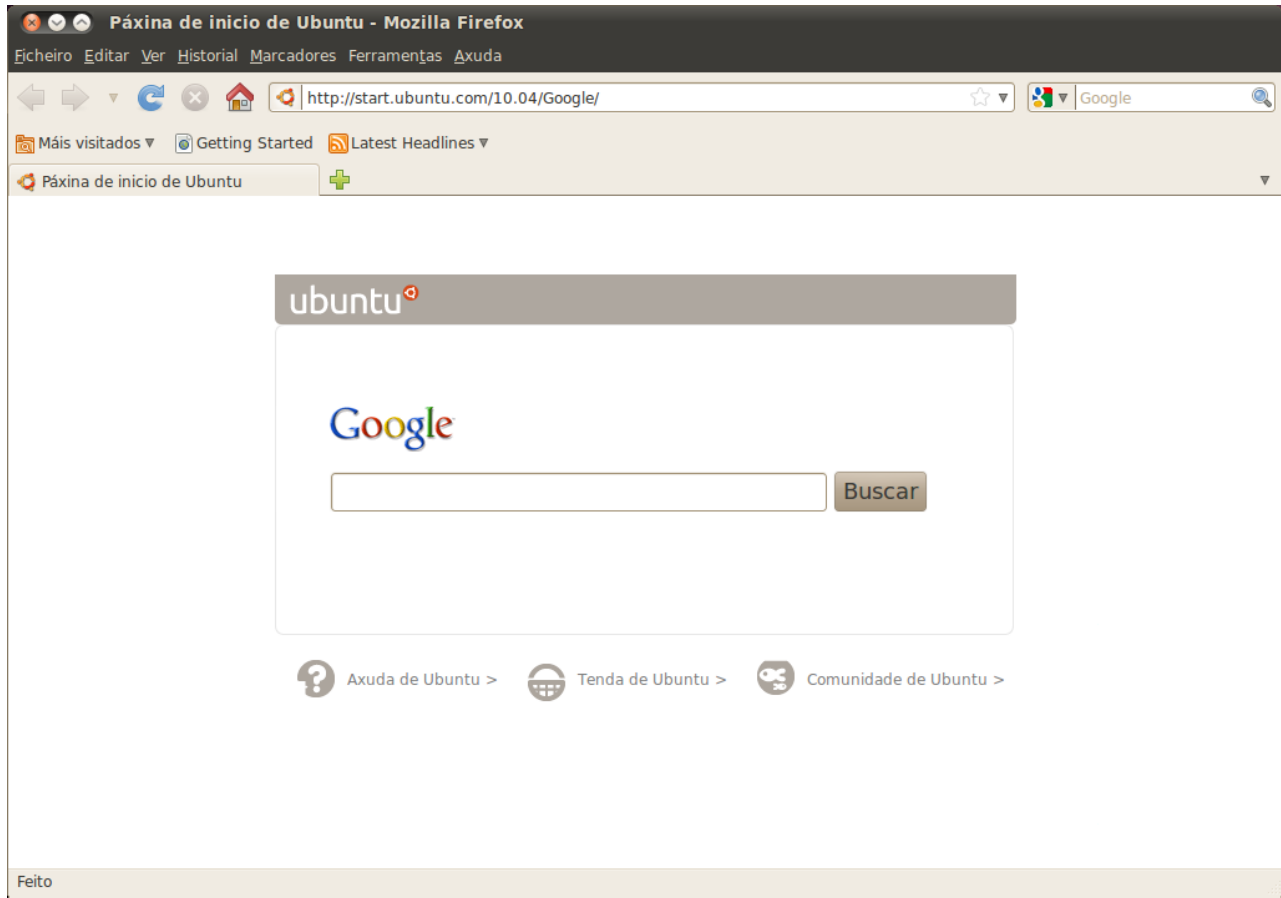 Páxina de inicio de Ubuntu - Mozilla Firefox
Ficheiro Editar Ver Historial Marcadores Ferramentas Axuda
http://start.ubuntu.com/10.04/Google/ Google
Máis visitados Getting Started Latest Headlines
Páxina de inicio de Ubuntu
ubuntu
Google
Buscar
Axuda de Ubuntu > Tenda de Ubuntu > Comunidade de Ubuntu >
Feito